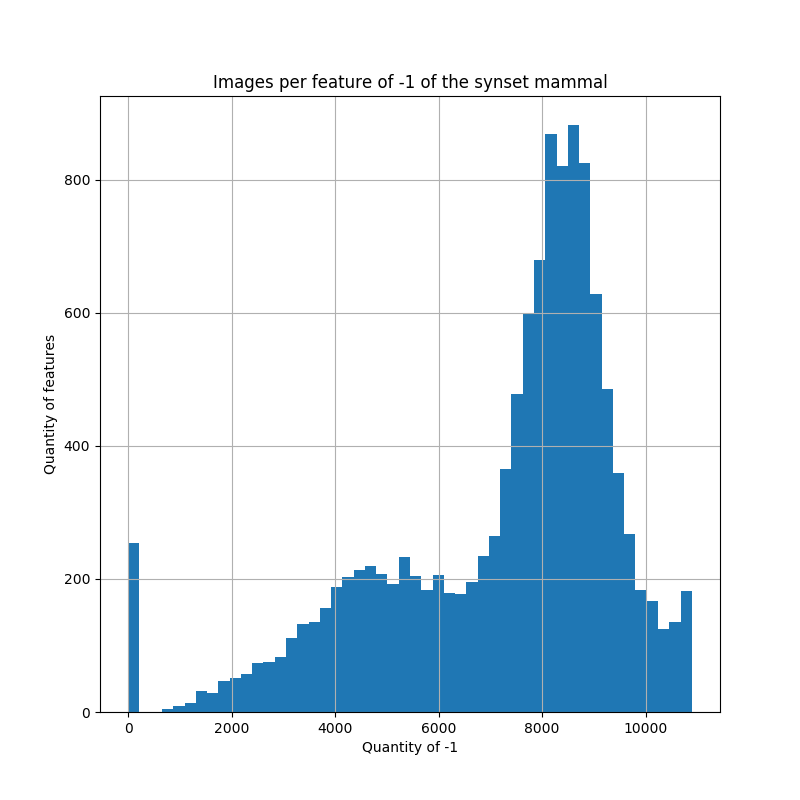 Images per feature of -1 of the synset mammal
Quantity of features
800
600
400
200
0
0 2000 4000 6000 8000 10000
Quantity of -1